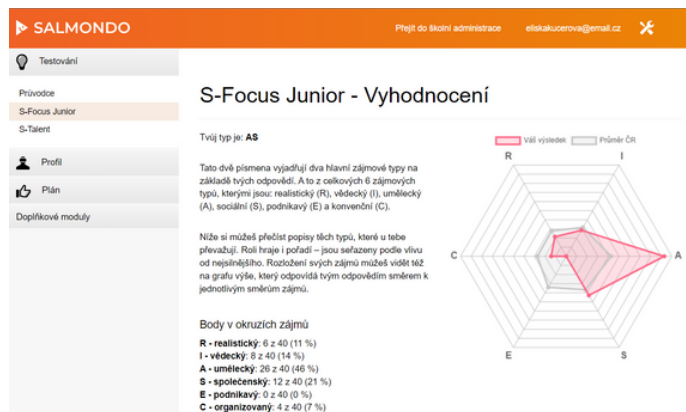 SALMONDO
Přejít do školní administrace
eliskakucerova@email.cz
Testování
Průvodce
S-Focus Junior
S-Talent
Profil
Plán
Doplňkové moduly
S-Focus Junior - Vyhodnocení
Tvůj typ je: AS
Tato dvě písmena vyjadřují dva hlavní zájmové typy na
základě tvých odpovědí. A to z celkových 6 zájmových
typů, kterými jsou: realistický (R), vědecký (I), umělecký
(A), sociální (S), podnikavý (E) a konvenční (C).
Níže si můžeš přečíst popisy těch typů, které u tebe
převažují. Roli hraje i pořadí – jsou seřazeny podle vlivu
od nejsilnějšího. Rozložení svých zájmů můžeš vidět též
na grafu výše, který odpovídá tvým odpovědím směrem k
jednotlivým směrům zájmů.
Body v okruzích zájmů
R - realistický: 6 z 40 (11 %)
I - vědecký: 8 z 40 (14 %)
A - umělecký: 26 z 40 (46 %)
S - společenský: 12 z 40 (21 %)
E - podnikavý: 0 z 40 (0 %)
C - organizovaný: 4 z 40 (7 %)
Váš výsledek
Průměr ČR
R
I
C
A
E
S